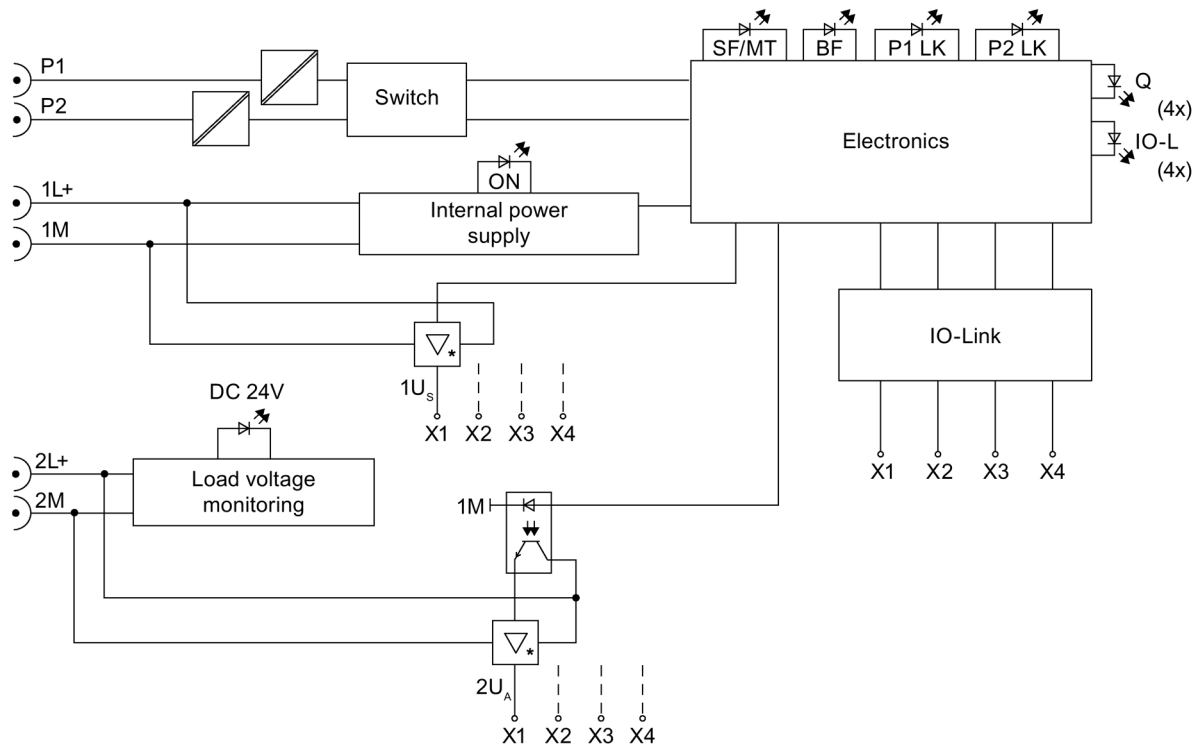 SF/MT BF P1 LK P2 LK
P1
P2
Switch
Electronics
Q
(4x)
IO-L
(4x)
ON
1L+
1M
Internal power
supply
IO-Link
1US
X1 X2 X3 X4
X1 X2 X3 X4
DC 24V
2L+
2M
Load voltage
monitoring
1M
*
*
2UA
X1 X2 X3 X4